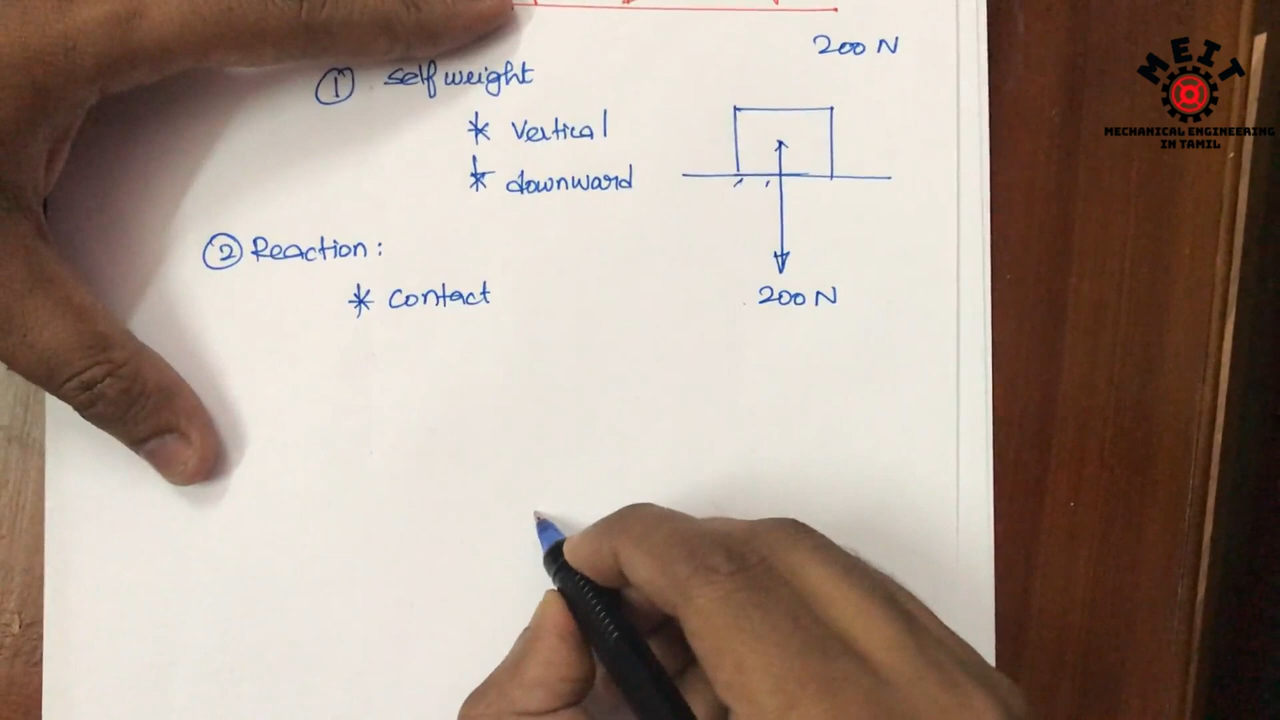 200 N
① Self weight
* Vertical
* downward
② Reaction:
* Contact
200 N
MEIT
MECHANICAL ENGINEERING
IN TAMIL